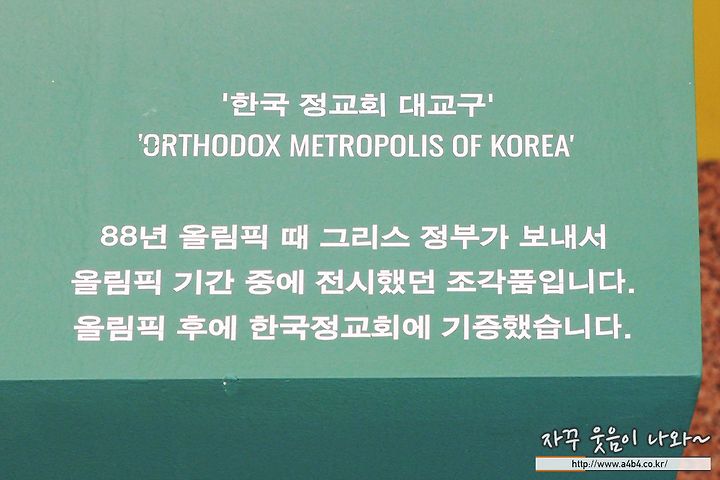 '한국 정교회 대교구'
'ORTHODOX METROPOLIS OF KOREA'
88년 올림픽 때 그리스 정부가 보내서
올림픽 기간 중에 전시했던 조각품입니다.
올림픽 후에 한국정교회에 기증했습니다.
자꾸 웃음이 나와~
http://www.a4b4.co.kr/